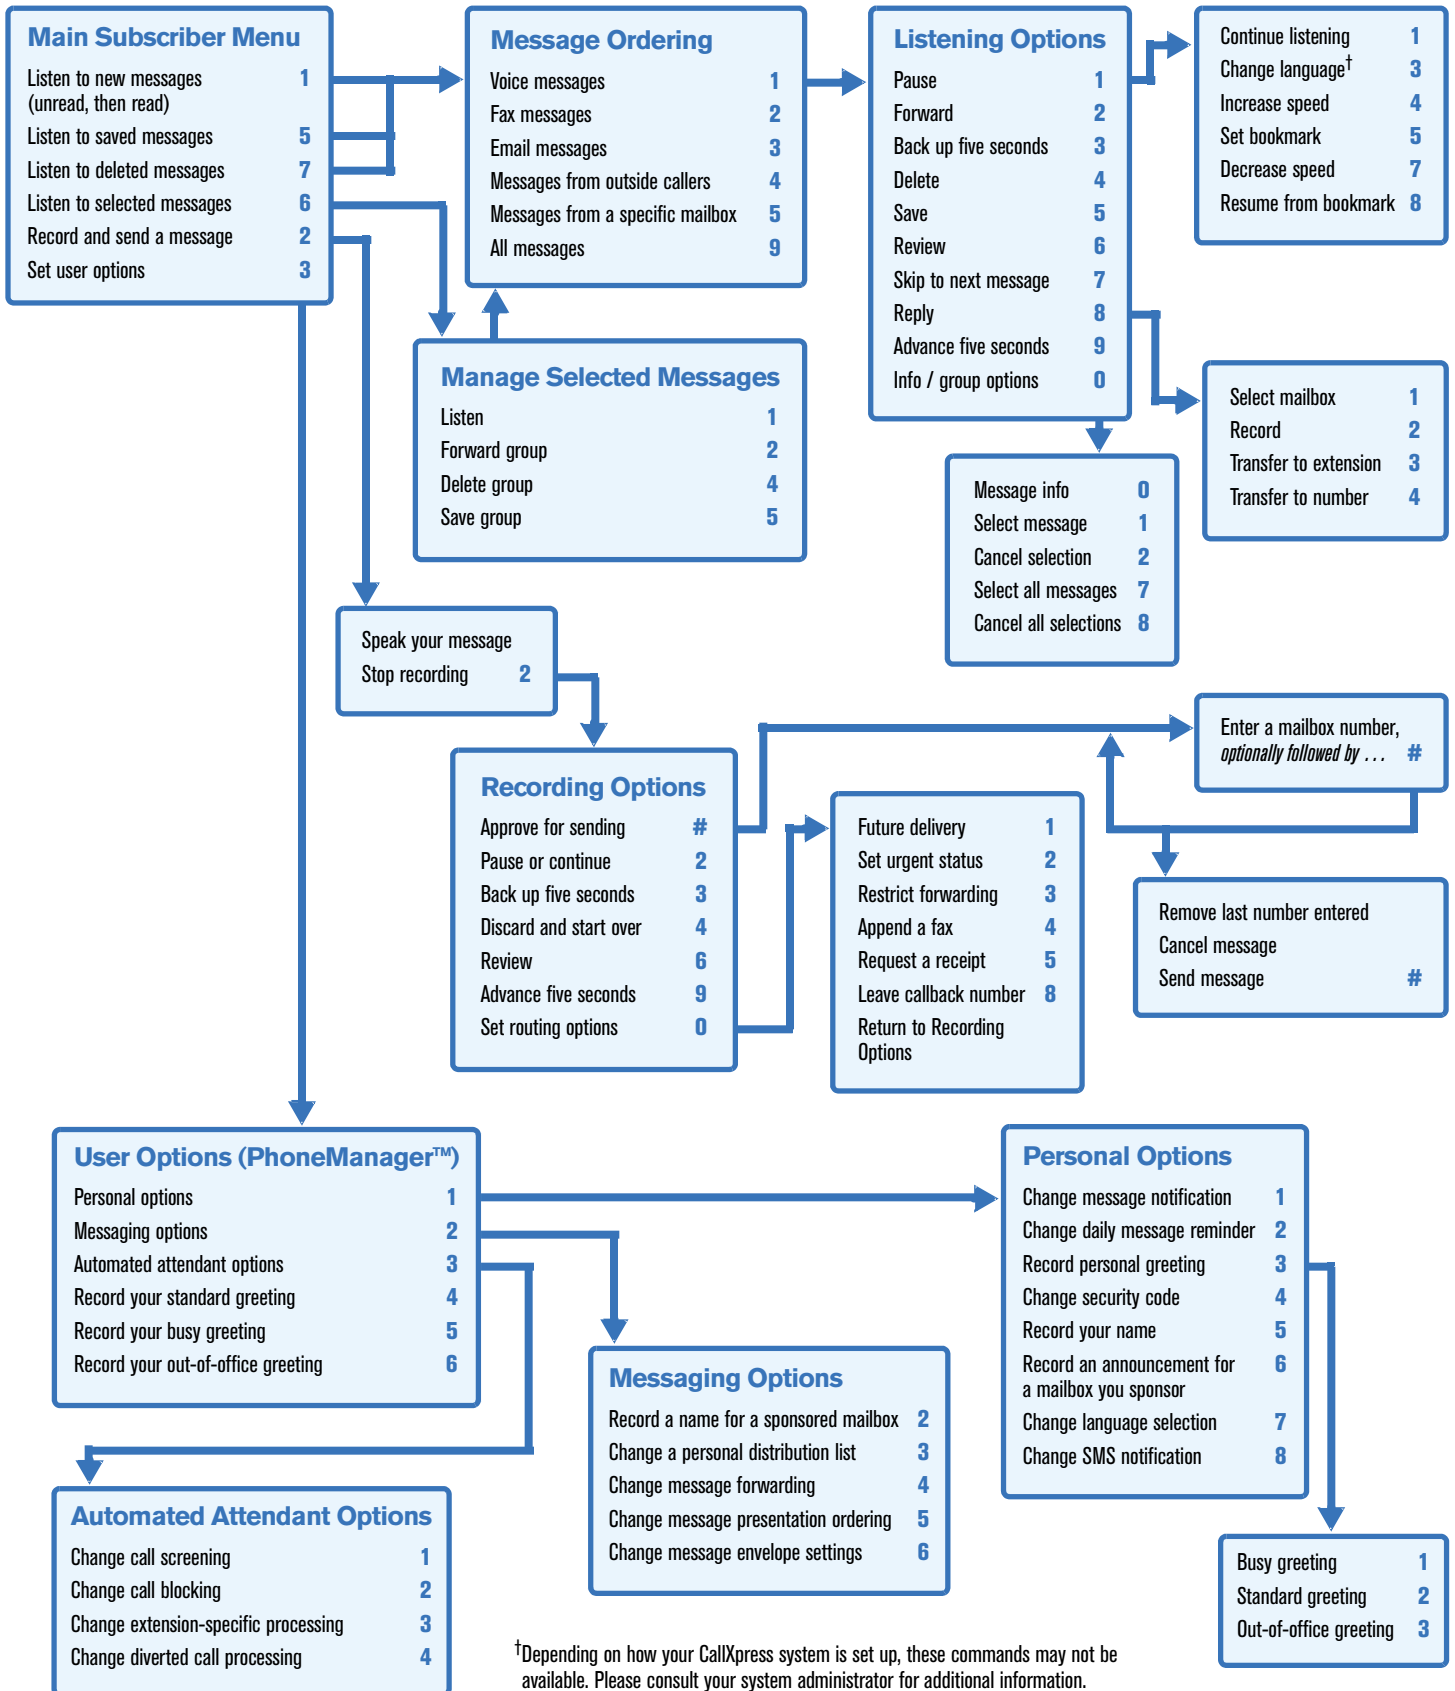 Main Subscriber Menu
Listen to new messages 1
(unread, then read)
Listen to saved messages 5
Listen to deleted messages 7
Listen to selected messages 6
Record and send a message 2
Set user options 3
Message Ordering
Voice messages 1
Fax messages 2
Email messages 3
Messages from outside callers 4
Messages from a specific mailbox 5
All messages 9
Listening Options
Pause 1
Forward 2
Back up five seconds 3
Delete 4
Save 5
Review 6
Skip to next message 7
Reply 8
Advance five seconds 9
Info / group options 0
Continue listening 1
Change language† 3
Increase speed 4
Set bookmark 5
Decrease speed 7
Resume from bookmark 8
Manage Selected Messages
Listen 1
Forward group 2
Delete group 4
Save group 5
Select mailbox 1
Record 2
Transfer to extension 3
Transfer to number 4
Message info 0
Select message 1
Cancel selection 2
Select all messages 7
Cancel all selections 8
Speak your message
Stop recording 2
Recording Options
Approve for sending #
Pause or continue 2
Back up five seconds 3
Discard and start over 4
Review 6
Advance five seconds 9
Set routing options 0
Future delivery 1
Set urgent status 2
Restrict forwarding 3
Append a fax 4
Request a receipt 5
Leave callback number 8
Return to Recording
Options
Enter a mailbox number,
optionally followed by . . . #
Remove last number entered
Cancel message
Send message #
User Options (PhoneManager™)
Personal options 1
Messaging options 2
Automated attendant options 3
Record your standard greeting 4
Record your busy greeting 5
Record your out-of-office greeting 6
Personal Options
Change message notification 1
Change daily message reminder 2
Record personal greeting 3
Change security code 4
Record your name 5
Record an announcement for 6
a mailbox you sponsor
Change language selection 7
Change SMS notification 8
Messaging Options
Record a name for a sponsored mailbox 2
Change a personal distribution list 3
Change message forwarding 4
Change message presentation ordering 5
Change message envelope settings 6
Automated Attendant Options
Change call screening 1
Change call blocking 2
Change extension-specific processing 3
Change diverted call processing 4
Busy greeting 1
Standard greeting 2
Out-of-office greeting 3
†Depending on how your CallXpress system is set up, these commands may not be
available. Please consult your system administrator for additional information.